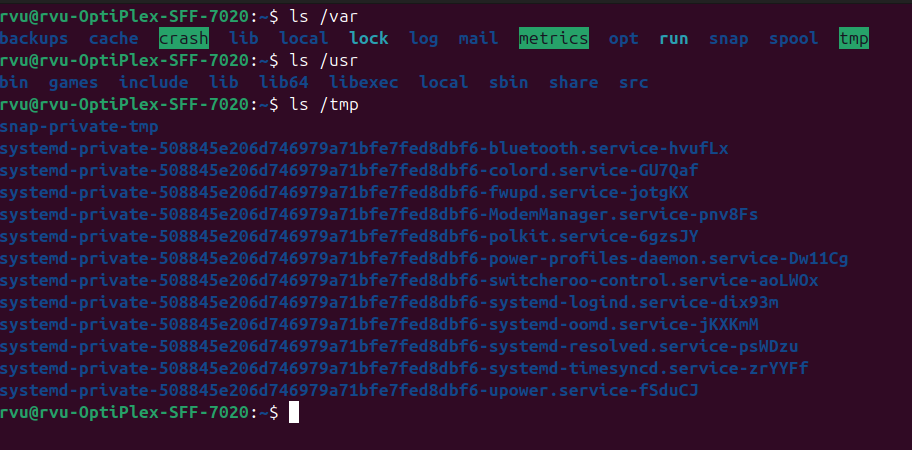 rvu@rvu-OptiPlex-SFF-7020:~$ ls /var
backups cache crash lib local lock log mail metrics opt run snap spool tmp
rvu@rvu-OptiPlex-SFF-7020:~$ ls /usr
bin games include lib lib64 libexec local sbin share src
rvu@rvu-OptiPlex-SFF-7020:~$ ls /tmp
snap-private-tmp
systemd-private-508845e206d746979a71bfe7fed8dbf6-bluetooth.service-hvufLx
systemd-private-508845e206d746979a71bfe7fed8dbf6-colord.service-GU7Qaf
systemd-private-508845e206d746979a71bfe7fed8dbf6-fwupd.service-jotgKX
systemd-private-508845e206d746979a71bfe7fed8dbf6-ModemManager.service-pnv8Fs
systemd-private-508845e206d746979a71bfe7fed8dbf6-polkit.service-6gzsJY
systemd-private-508845e206d746979a71bfe7fed8dbf6-power-profiles-daemon.service-Dw11Cg
systemd-private-508845e206d746979a71bfe7fed8dbf6-switcheroo-control.service-aoLWOx
systemd-private-508845e206d746979a71bfe7fed8dbf6-systemd-logind.service-dix93m
systemd-private-508845e206d746979a71bfe7fed8dbf6-systemd-oomd.service-jKXKmM
systemd-private-508845e206d746979a71bfe7fed8dbf6-systemd-resolved.service-psWDzu
systemd-private-508845e206d746979a71bfe7fed8dbf6-systemd-timesyncd.service-zrYYFf
systemd-private-508845e206d746979a71bfe7fed8dbf6-upower.service-fSduCJ
rvu@rvu-OptiPlex-SFF-7020:~$